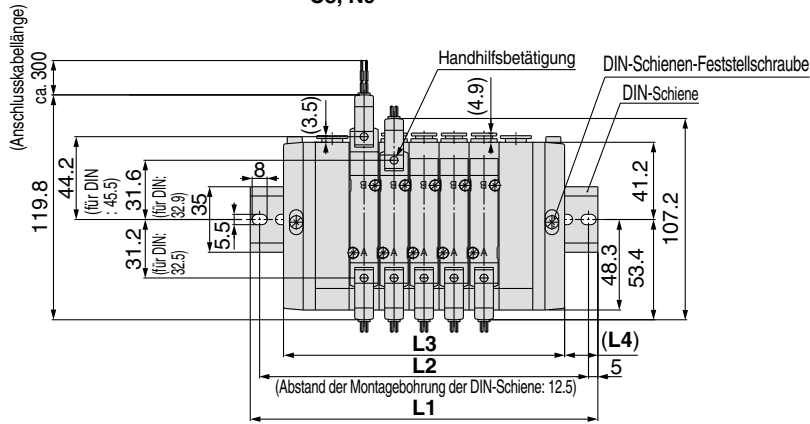 C6, N6
(Anschlusskabellänge)
ca. 300
Handhilfsbetätigung
DIN-Schienen-Feststellschraube
DIN-Schiene
(3.5)
(4.9)
119.8
44.2
(für DIN
: 45.5)
31.6
(für DIN:
32.9)
8
35
5.5
31.2
(für DIN:
32.5)
B B B B B
A A A A A
41.2
107.2
48.3
53.4
L3
(L4)
L2
5
(Abstand der Montagebohrung der DIN-Schiene: 12.5)
L1